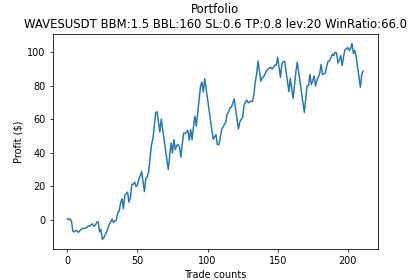 Portfolio
WAVESUSDT BBM:1.5 BBL:160 SL:0.6 TP:0.8 lev:20 WinRatio:66.0
100
80
60
40
20
0
Profit ($)
0 50 100 150 200
Trade counts